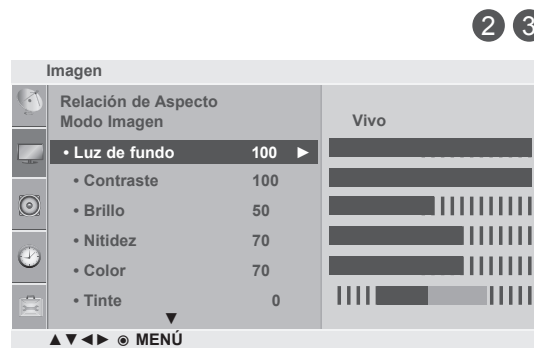 2 3
Imagen
Relación de Aspecto
Modo Imagen Vivo
• Luz de fundo 100 ►
• Contraste 100
• Brillo 50
• Nitidez 70
• Color 70
• Tinte 0
▼
▲▼◄► ◉ MENÚ